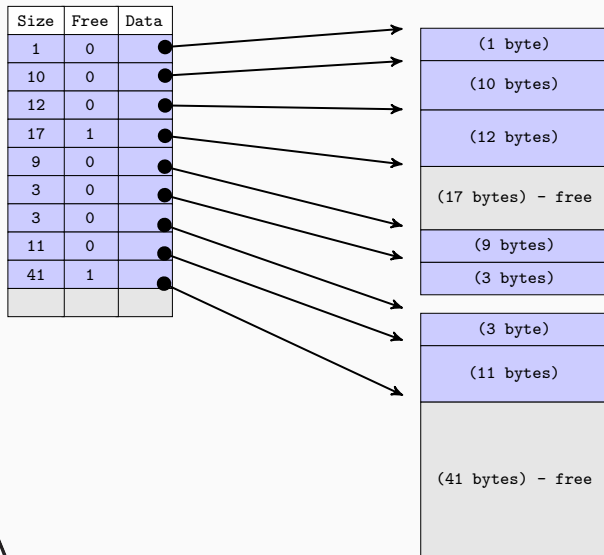 Size Free Data
1 0
10 0
12 0
17 1
9 0
3 0
3 0
11 0
41 1
(1 byte)
(10 bytes)
(12 bytes)
(17 bytes) - free
(9 bytes)
(3 bytes)
(3 byte)
(11 bytes)
(41 bytes) - free